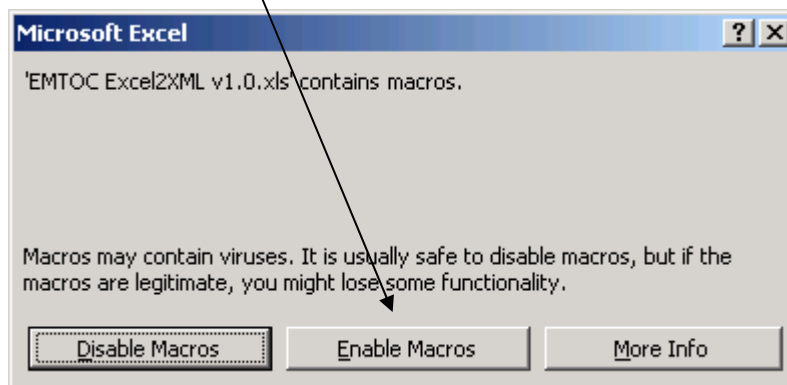 Microsoft Excel
'EMTOC Excel2XML v1.0.xls' contains macros.
Macros may contain viruses. It is usually safe to disable macros, but if the
macros are legitimate, you might lose some functionality.
Disable Macros Enable Macros More Info